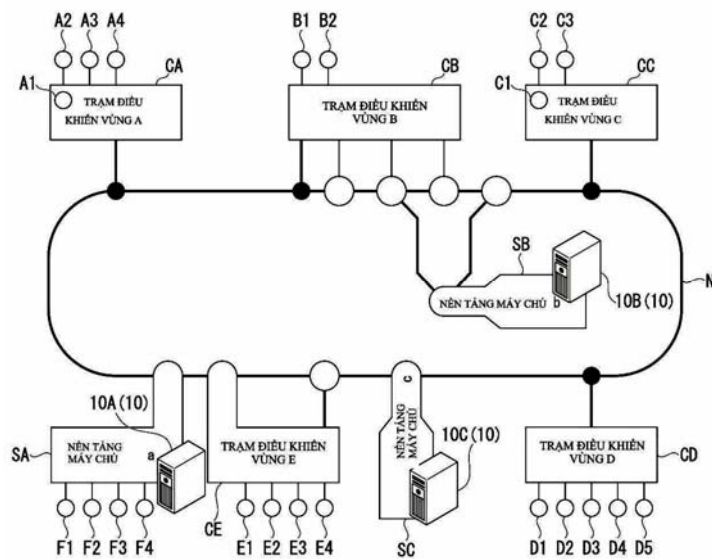 A2 A3 A4
B1 B2
C2 C3
A1
CA
CB
C1
CC
TRẠM ĐIỀU
KHIỂN VÙNG A
TRẠM ĐIỀU KHIỂN
VÙNG B
TRẠM ĐIỀU
KHIỂN VÙNG C
SB
N
NỀN TẢNG MÁY CHỦ b
10B(10)
10A(10)
c
10C(10)
SA
NỀN TẢNG
MÁY CHỦ
a
TRẠM ĐIỀU KHIỂN
VÙNG E
NỀN TẢNG
MÁY CHỦ
TRẠM ĐIỀU KHIỂN
VÙNG D
CD
CE
SC
F1 F2 F3 F4
E1 E2 E3 E4
D1 D2 D3 D4 D5